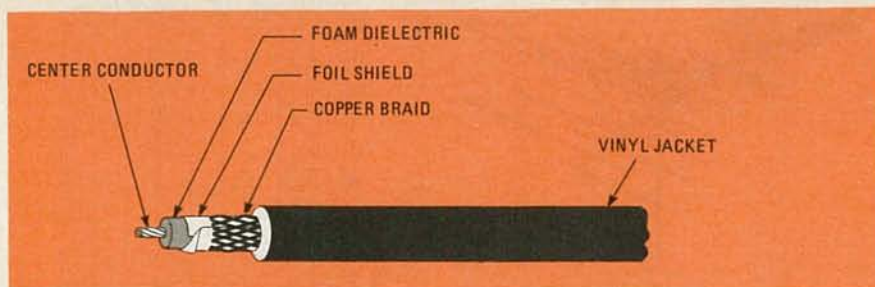 FOAM DIELECTRIC
CENTER CONDUCTOR
FOIL SHIELD
COPPER BRAID
VINYL JACKET